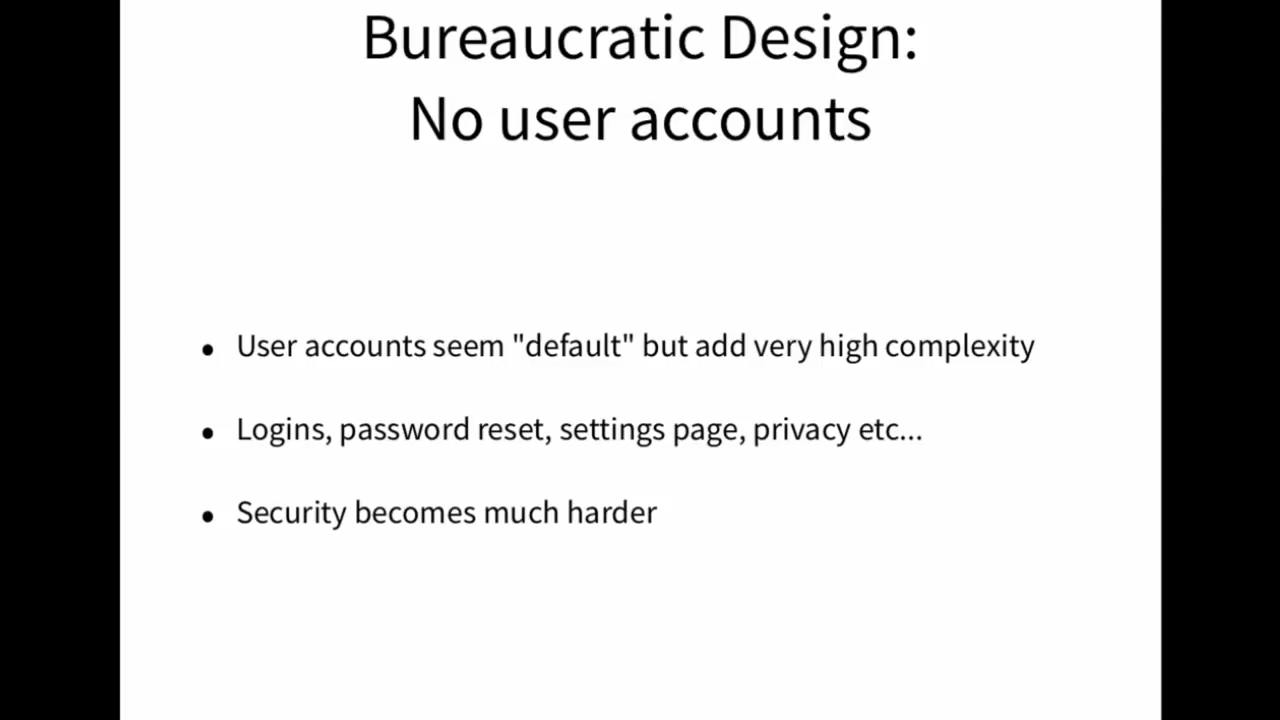 Bureaucratic Design:
No user accounts
• User accounts seem "default" but add very high complexity
• Logins, password reset, settings page, privacy etc...
• Security becomes much harder